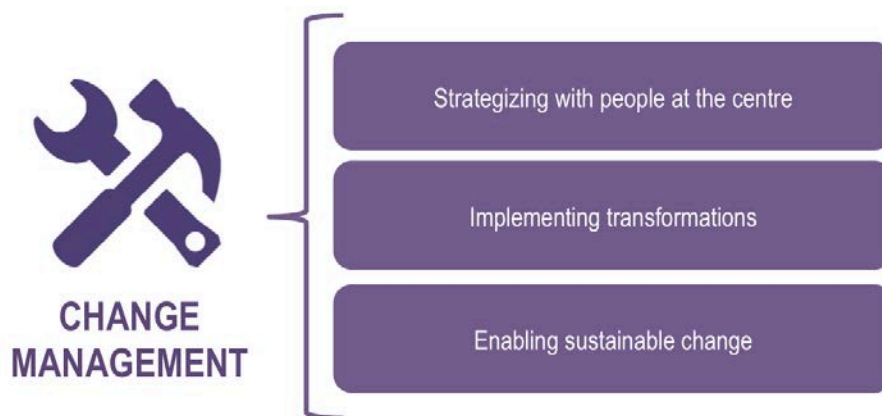 Strategizing with people at the centre
Implementing transformations
CHANGE
MANAGEMENT
Enabling sustainable change